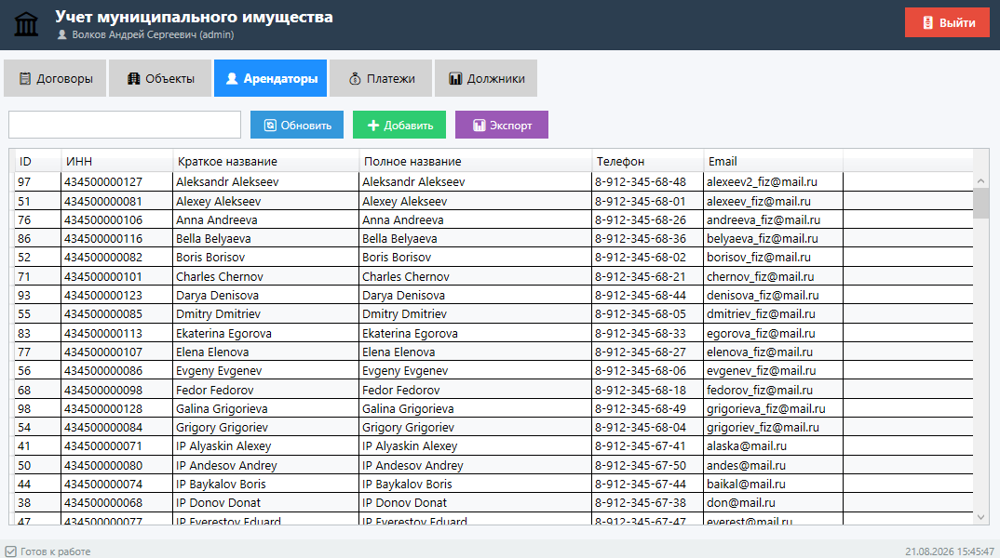 Учет муниципального имущества
Волков Андрей Сергеевич (admin)
Выйти
Договоры Объекты Арендаторы Платежи Должники
Обновить Добавить Экспорт
ID ИНН Краткое название Полное название Телефон Email
97 434500000127 Aleksandr Alekseev Aleksandr Alekseev 8-912-345-68-48 alexeev2_fiz@mail.ru
51 434500000081 Alexey Alekseev Alexey Alekseev 8-912-345-68-01 alexeev_fiz@mail.ru
76 434500000106 Anna Andreeva Anna Andreeva 8-912-345-68-26 andreeva_fiz@mail.ru
86 434500000116 Bella Belyaeva Bella Belyaeva 8-912-345-68-36 belyaeva_fiz@mail.ru
52 434500000082 Boris Borisov Boris Borisov 8-912-345-68-02 borisov_fiz@mail.ru
71 434500000101 Charles Chernov Charles Chernov 8-912-345-68-21 chernov_fiz@mail.ru
93 434500000123 Darya Denisova Darya Denisova 8-912-345-68-44 denisova_fiz@mail.ru
55 434500000085 Dmitry Dmitriev Dmitry Dmitriev 8-912-345-68-05 dmitriev_fiz@mail.ru
83 434500000113 Ekaterina Egorova Ekaterina Egorova 8-912-345-68-33 egorova_fiz@mail.ru
77 434500000107 Elena Elenova Elena Elenova 8-912-345-68-27 elenova_fiz@mail.ru
56 434500000086 Evgeny Evgenev Evgeny Evgenev 8-912-345-68-06 evgenev_fiz@mail.ru
68 434500000098 Fedor Fedorov Fedor Fedorov 8-912-345-68-18 fedorov_fiz@mail.ru
98 434500000128 Galina Grigorieva Galina Grigorieva 8-912-345-68-49 grigorieva_fiz@mail.ru
54 434500000084 Grigory Grigoriev Grigory Grigoriev 8-912-345-68-04 grigoriev_fiz@mail.ru
41 434500000071 IP Alyaskin Alexey IP Alyaskin Alexey 8-912-345-67-41 alaska@mail.ru
50 434500000080 IP Andesov Andrey IP Andesov Andrey 8-912-345-67-50 andes@mail.ru
44 434500000074 IP Baykalov Boris IP Baykalov Boris 8-912-345-67-44 baikal@mail.ru
38 434500000068 IP Donov Donat IP Donov Donat 8-912-345-67-38 don@mail.ru
47 434500000077 IP Everestov Eduard IP Everestov Eduard 8-912-345-67-47 everest@mail.ru
Готов к работе
21.08.2026 15:45:47